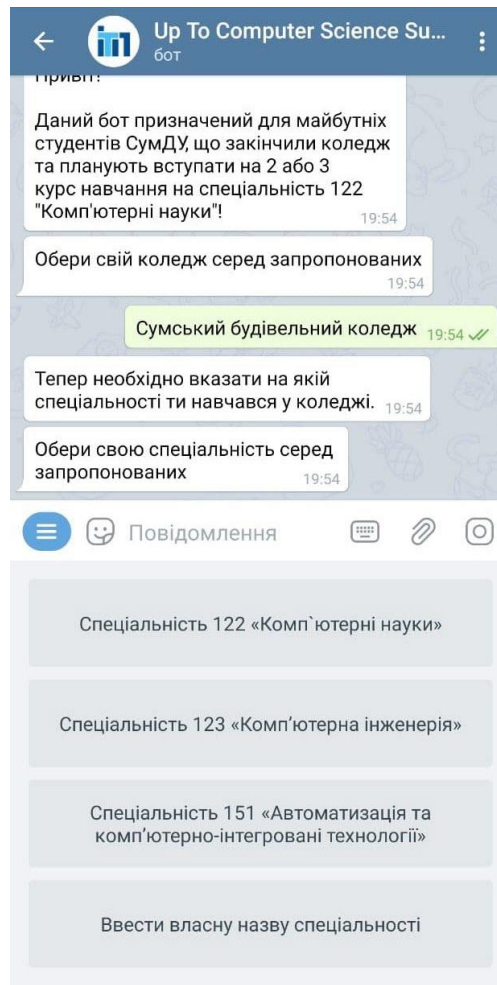 Up To Computer Science Su...
бот
Привіт!
Даний бот призначений для майбутніх
студентів СумДУ, що закінчили коледж
та планують вступати на 2 або 3
курс навчання на спеціальність 122
"Комп'ютерні науки"!
19:54
Обери свій коледж серед запропонованих
19:54
Сумський будівельний коледж 19:54
Тепер необхідно вказати на якій
спеціальності ти навчався у коледжі. 19:54
Обери свою спеціальність серед
запропонованих 19:54
Повідомлення
Спеціальність 122 «Комп`ютерні науки»
Спеціальність 123 «Комп’ютерна інженерія»
Спеціальність 151 «Автоматизація та
комп’ютерно-інтегровані технології»
Ввести власну назву спеціальності